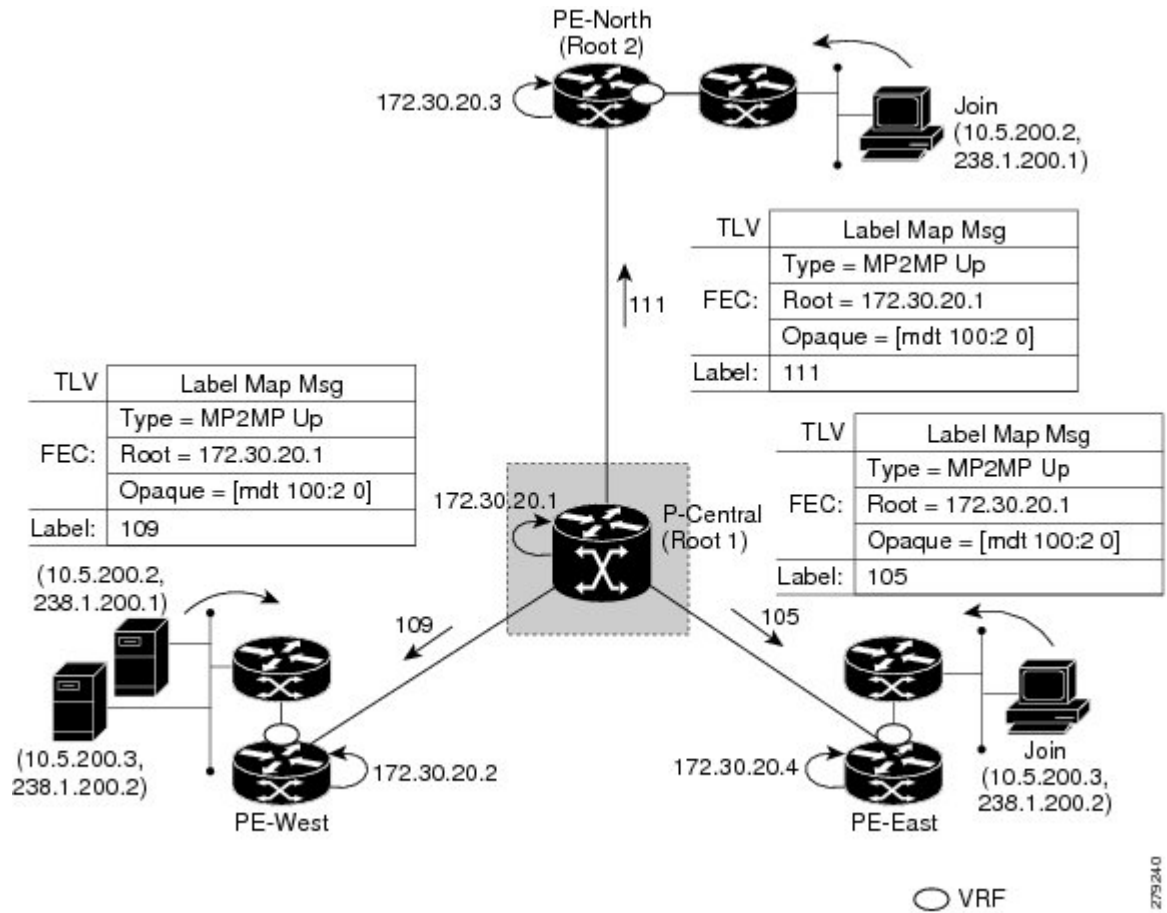 PE-North
(Root 2)
172.30.20.3
Join
(10.5.200.2,
238.1.200.1)
TLV
Label Map Msg
Type = MP2MP Up
FEC:
Root = 172.30.20.1
Opaque = [mdt 100:2 0]
Label:
111
111
TLV
Label Map Msg
Type = MP2MP Up
FEC:
Root = 172.30.20.1
Opaque = [mdt 100:2 0]
Label:
109
TLV
Label Map Msg
Type = MP2MP Up
FEC:
Root = 172.30.20.1
Opaque = [mdt 100:2 0]
Label:
105
172.30.20.1
P-Central
(Root 1)
(10.5.200.2,
238.1.200.1)
109
105
(10.5.200.3,
238.1.200.2)
172.30.20.2
PE-West
172.30.20.4
PE-East
Join
(10.5.200.3,
238.1.200.2)
VRF
279240